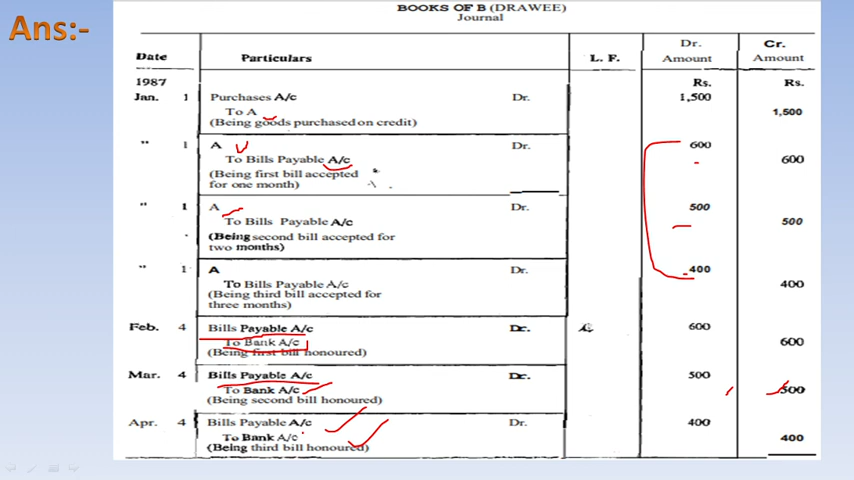 Ans:-
BOOKS OF B (DRAWEE)
Journal
Date Particulars L. F. Dr. Amount Cr. Amount
1987 Rs. Rs.
Jan. 1 Purchases A/c Dr. 1,500
To A 1,500
(Being goods purchased on credit)
" 1 A Dr. 600
To Bills Payable A/c 600
(Being first bill accepted
for one month)
" 1 A Dr. 500
To Bills Payable A/c 500
(Being second bill accepted for
two months)
" 1 A Dr. 400
To Bills Payable A/c 400
(Being third bill accepted for
three months)
Feb. 4 Bills Payable A/c Dr. 600
To Bank A/c 600
(Being first bill honoured)
Mar. 4 Bills Payable A/c Dr. 500
To Bank A/c 500
(Being second bill honoured)
Apr. 4 Bills Payable A/c Dr. 400
To Bank A/c 400
(Being third bill honoured)